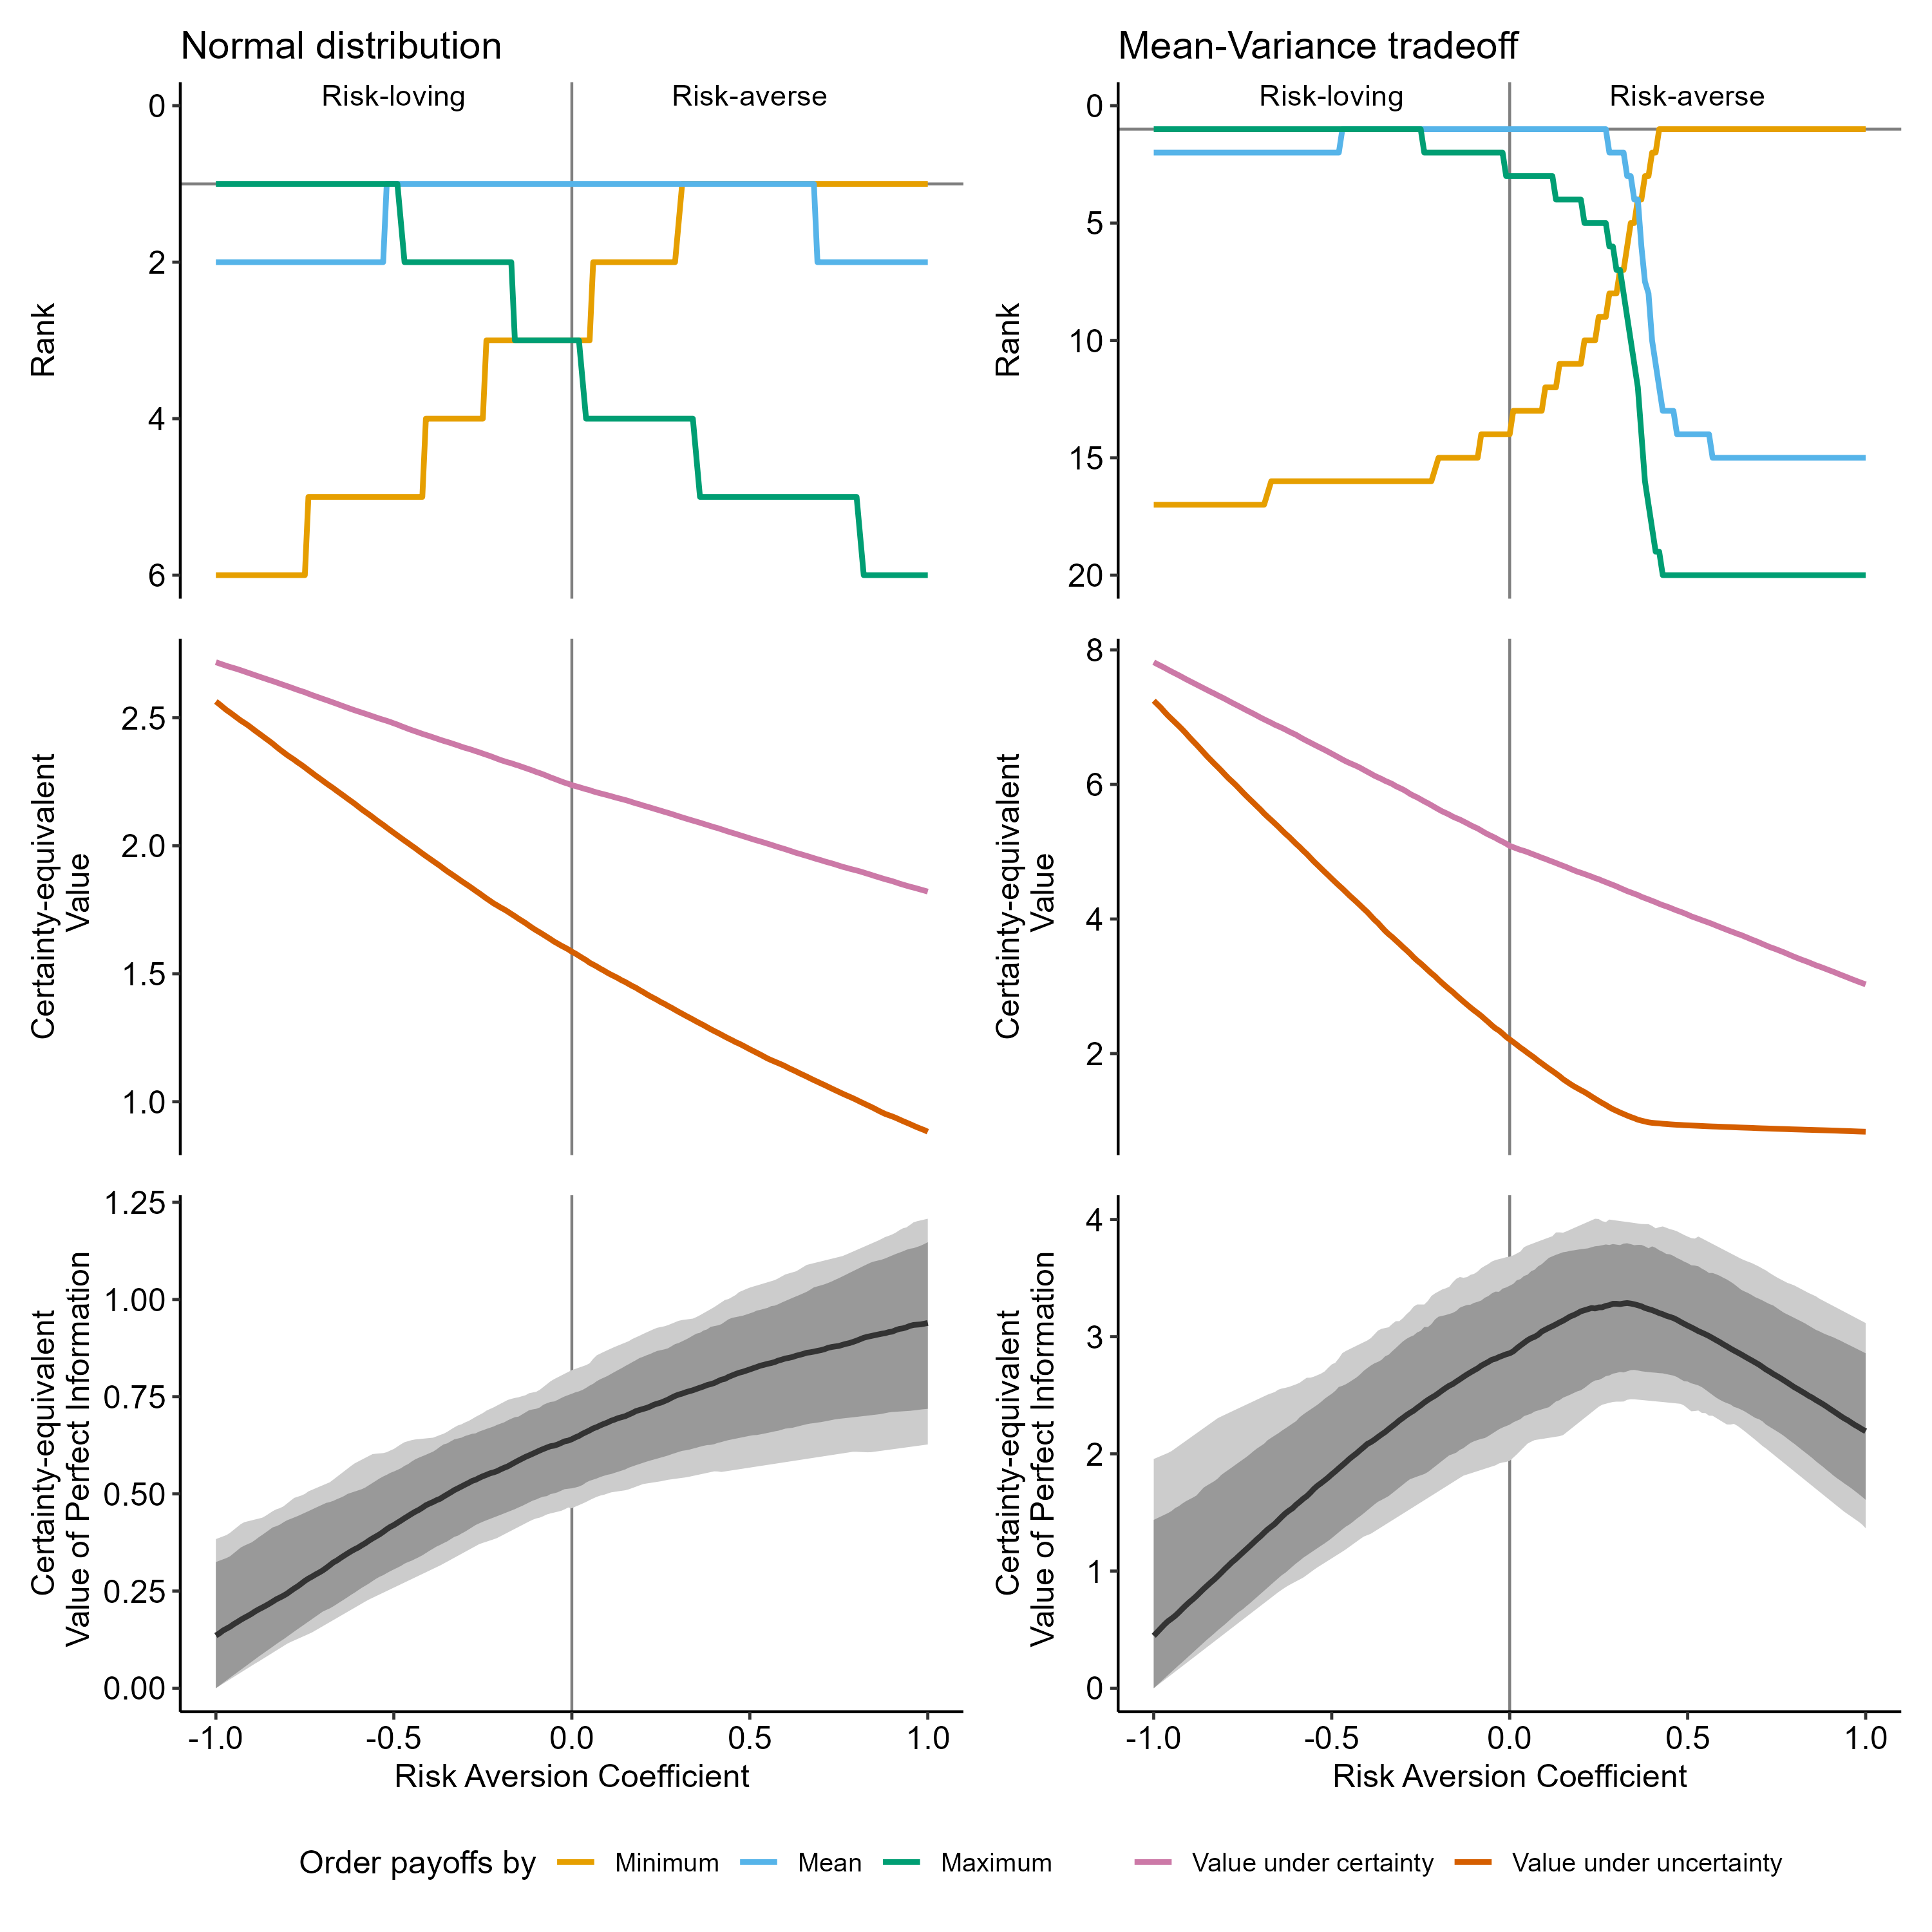 Normal distribution
Mean-Variance tradeoff
Risk-loving
Risk-averse
Risk-loving
Risk-averse
Rank
0
2
4
6
Rank
0
5
10
15
20
Certainty-equivalent
Value
2.5
2.0
1.5
1.0
Certainty-equivalent
Value
8
6
4
2
Certainty-equivalent
Value of Perfect Information
1.25
1.00
0.75
0.50
0.25
0.00
Certainty-equivalent
Value of Perfect Information
4
3
2
1
0
-1.0 -0.5 0.0 0.5 1.0
-1.0 -0.5 0.0 0.5 1.0
Risk Aversion Coefficient
Risk Aversion Coefficient
Order payoffs by Minimum Mean Maximum Value under certainty Value under uncertainty